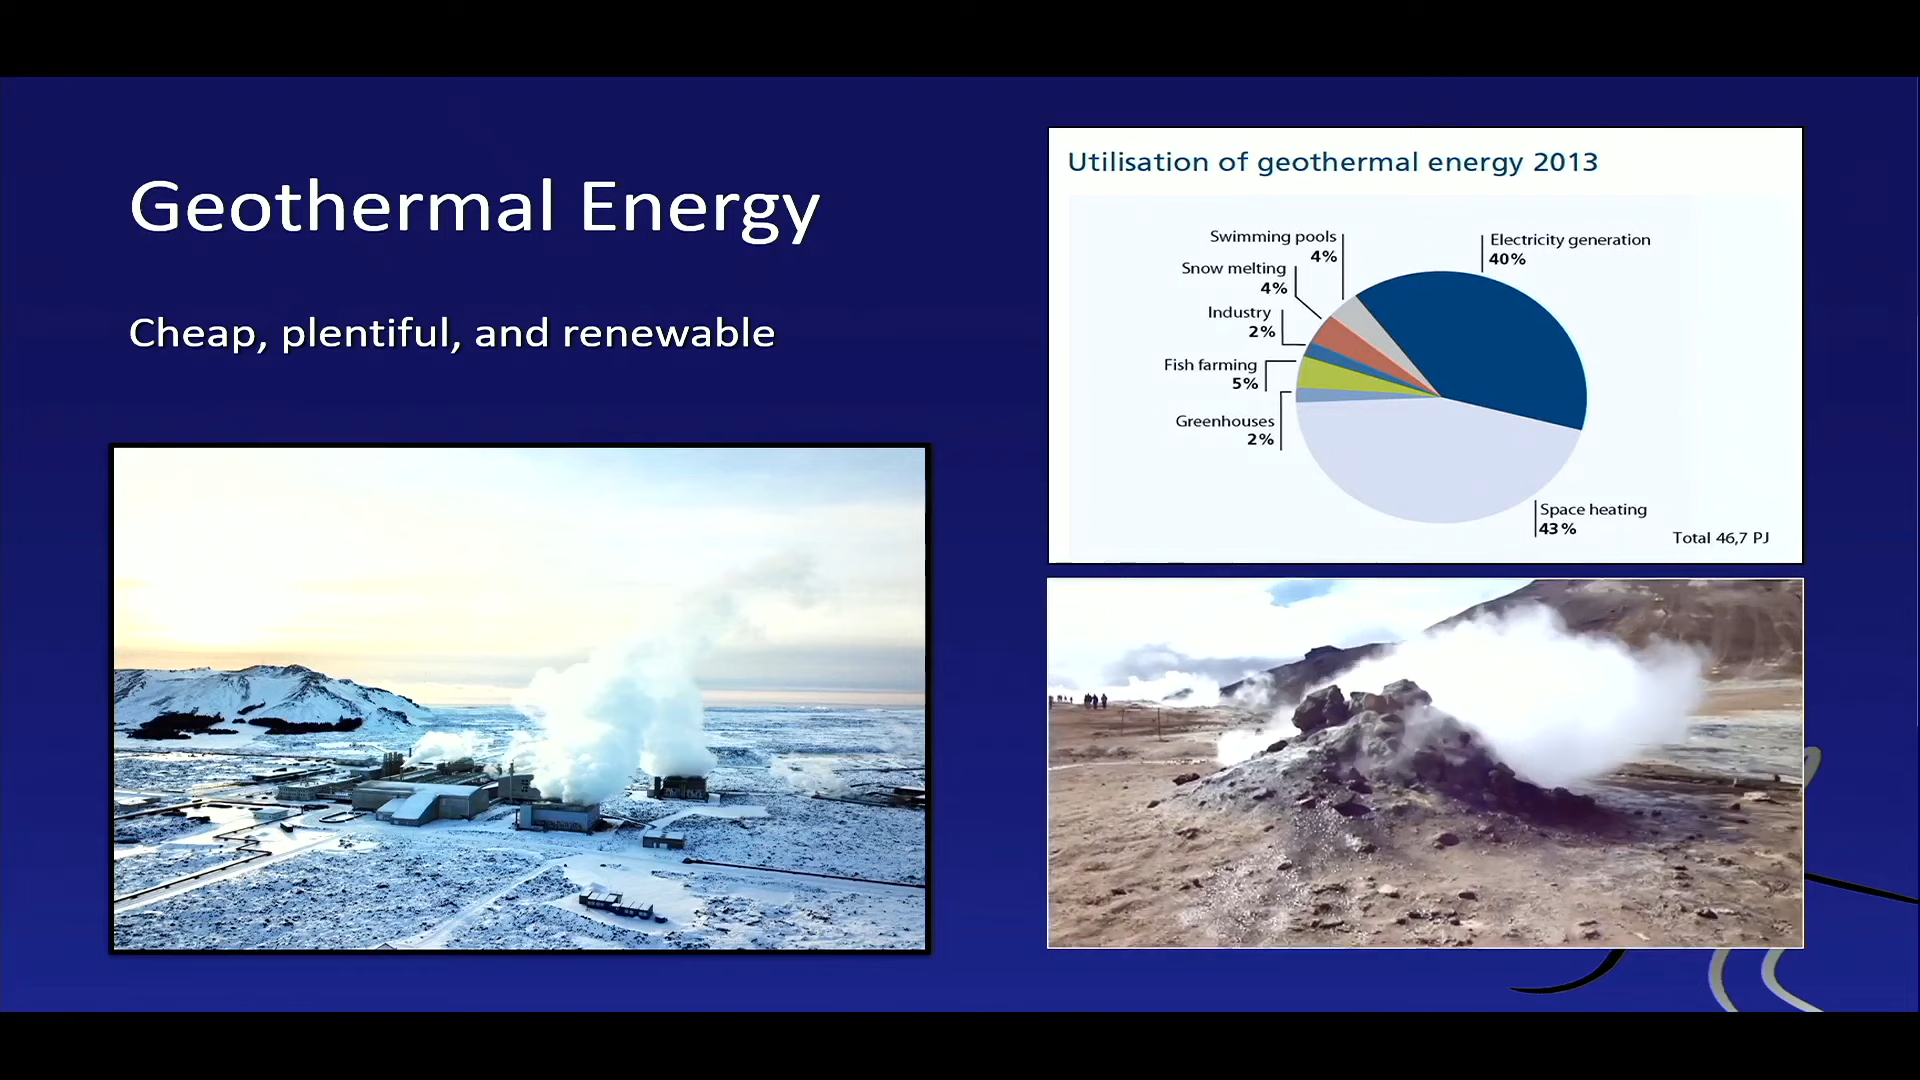 Geothermal Energy
Cheap, plentiful, and renewable
Utilisation of geothermal energy 2013
Swimming pools
4%
Snow melting
4%
Industry
2%
Fish farming
5%
Greenhouses
2%
Electricity generation
40%
Space heating
43%
Total 46,7 PJ